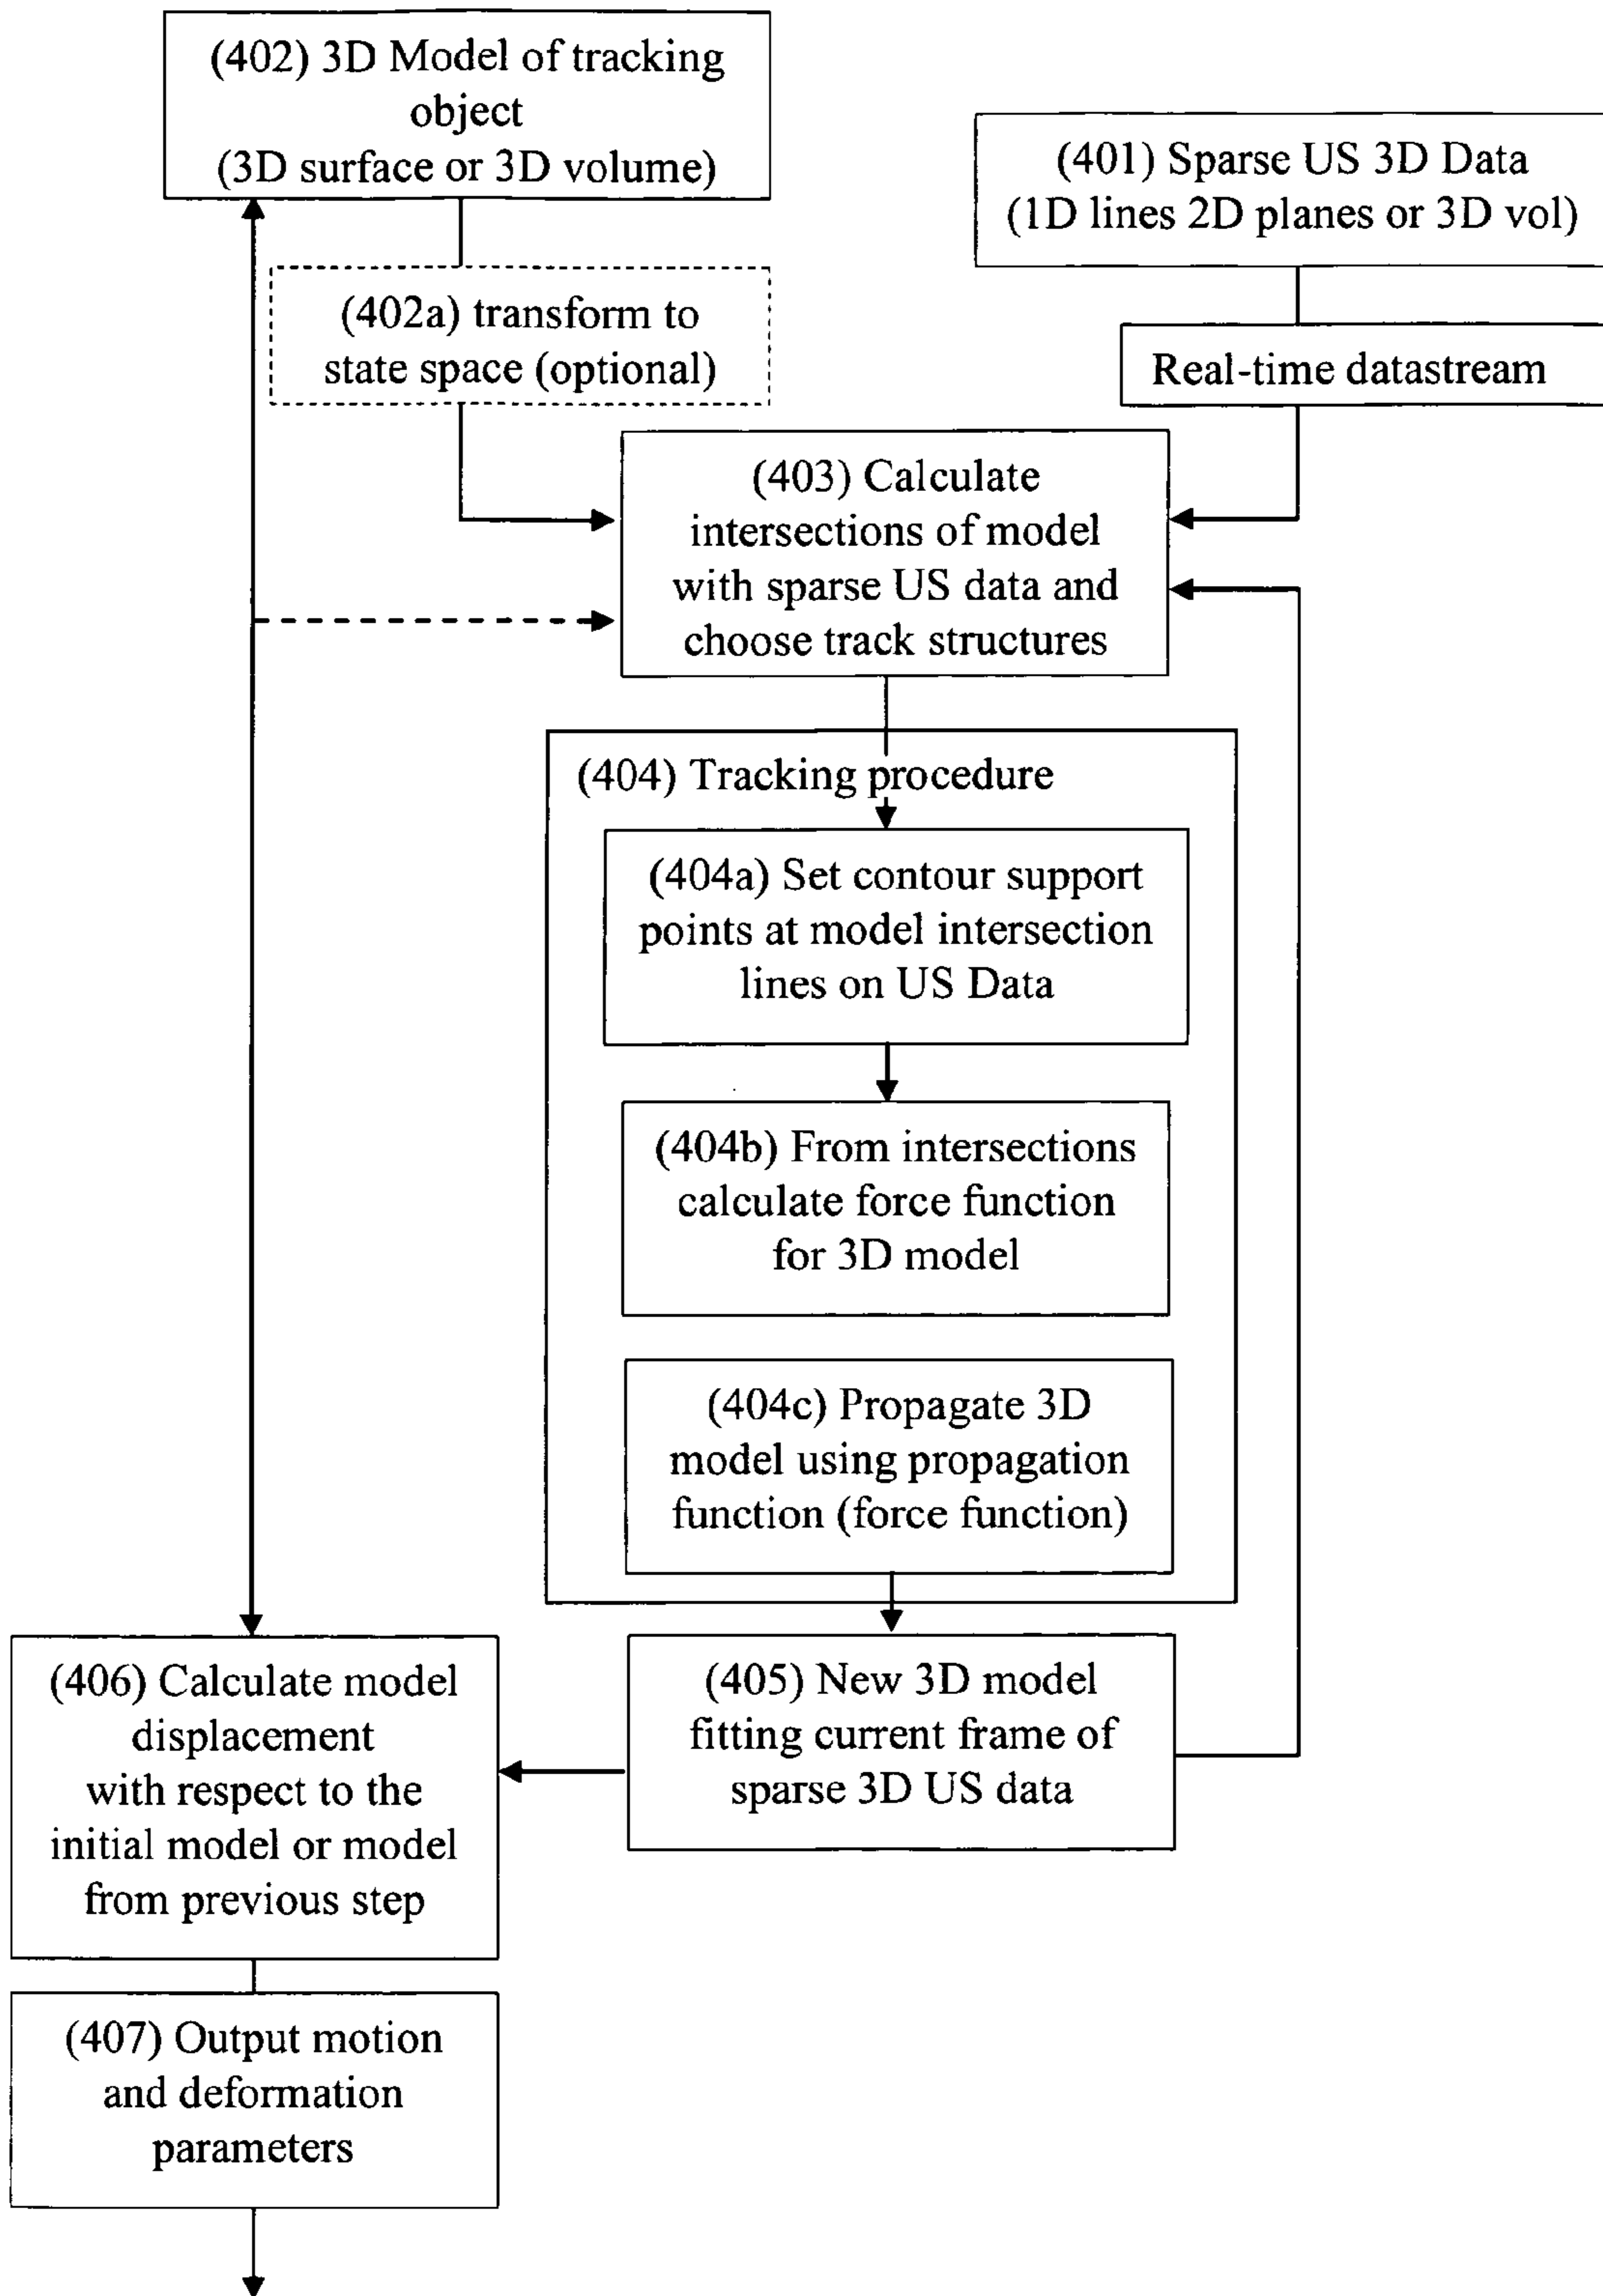 (402) 3D Model of tracking
object
(3D surface or 3D volume)
(401) Sparse US 3D Data
(1D lines 2D planes or 3D vol)
(402a) transform to
state space (optional)
Real-time datastream
(403) Calculate
intersections of model
with sparse US data and
choose track structures
(404) Tracking procedure
(404a) Set contour support
points at model intersection
lines on US Data
(404b) From intersections
calculate force function
for 3D model
(404c) Propagate 3D
model using propagation
function (force function)
(405) New 3D model
fitting current frame of
sparse 3D US data
(406) Calculate model
displacement
with respect to the
initial model or model
from previous step
(407) Output motion
and deformation
parameters